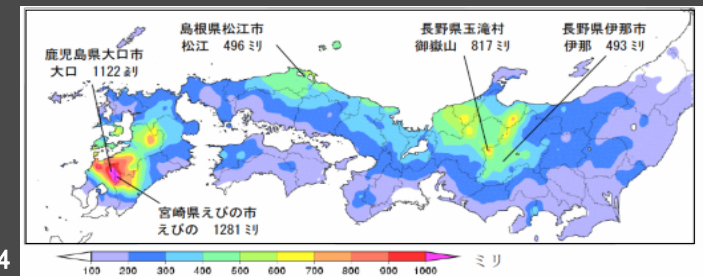 島根県松江市
松江　496ミリ
長野県玉滝村
御嶽山　817ミリ
長野県伊那市
伊那　493ミリ
鹿児島県大口市
大口　1122ミリ
宮崎県えびの市
えびの　1281ミリ
4
100 200 300 400 500 600 700 800 900 1000 ミリ